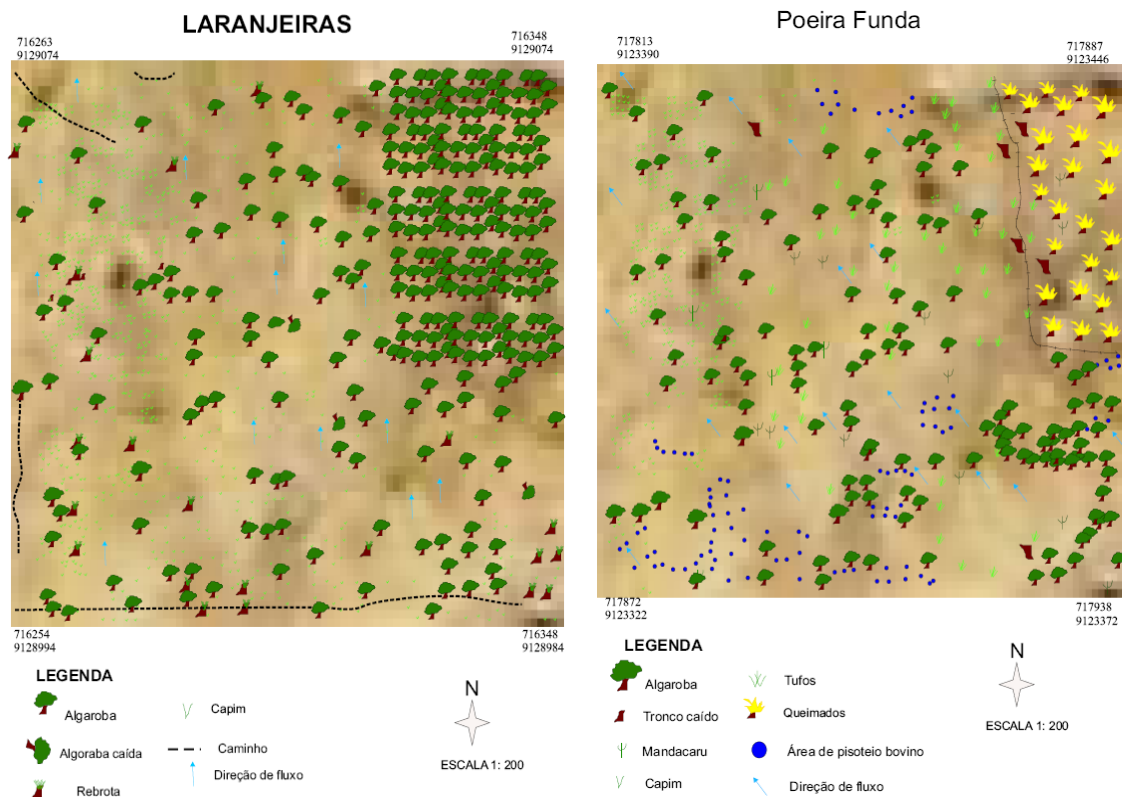 LARANJEIRAS
716263
9129074
716348
9129074
716254
9128994
716348
9128984
LEGENDA
Algaroba
Algoraba caída
Rebrota
Capim
Caminho
Direção de fluxo
N
ESCALA 1: 200
Poeira Funda
717813
9123390
717887
9123446
717872
9123322
717938
9123372
LEGENDA
Algaroba
Tronco caído
Mandacaru
Capim
Tufos
Queimados
Área de pisoteio bovino
Direção de fluxo
N
ESCALA 1: 200